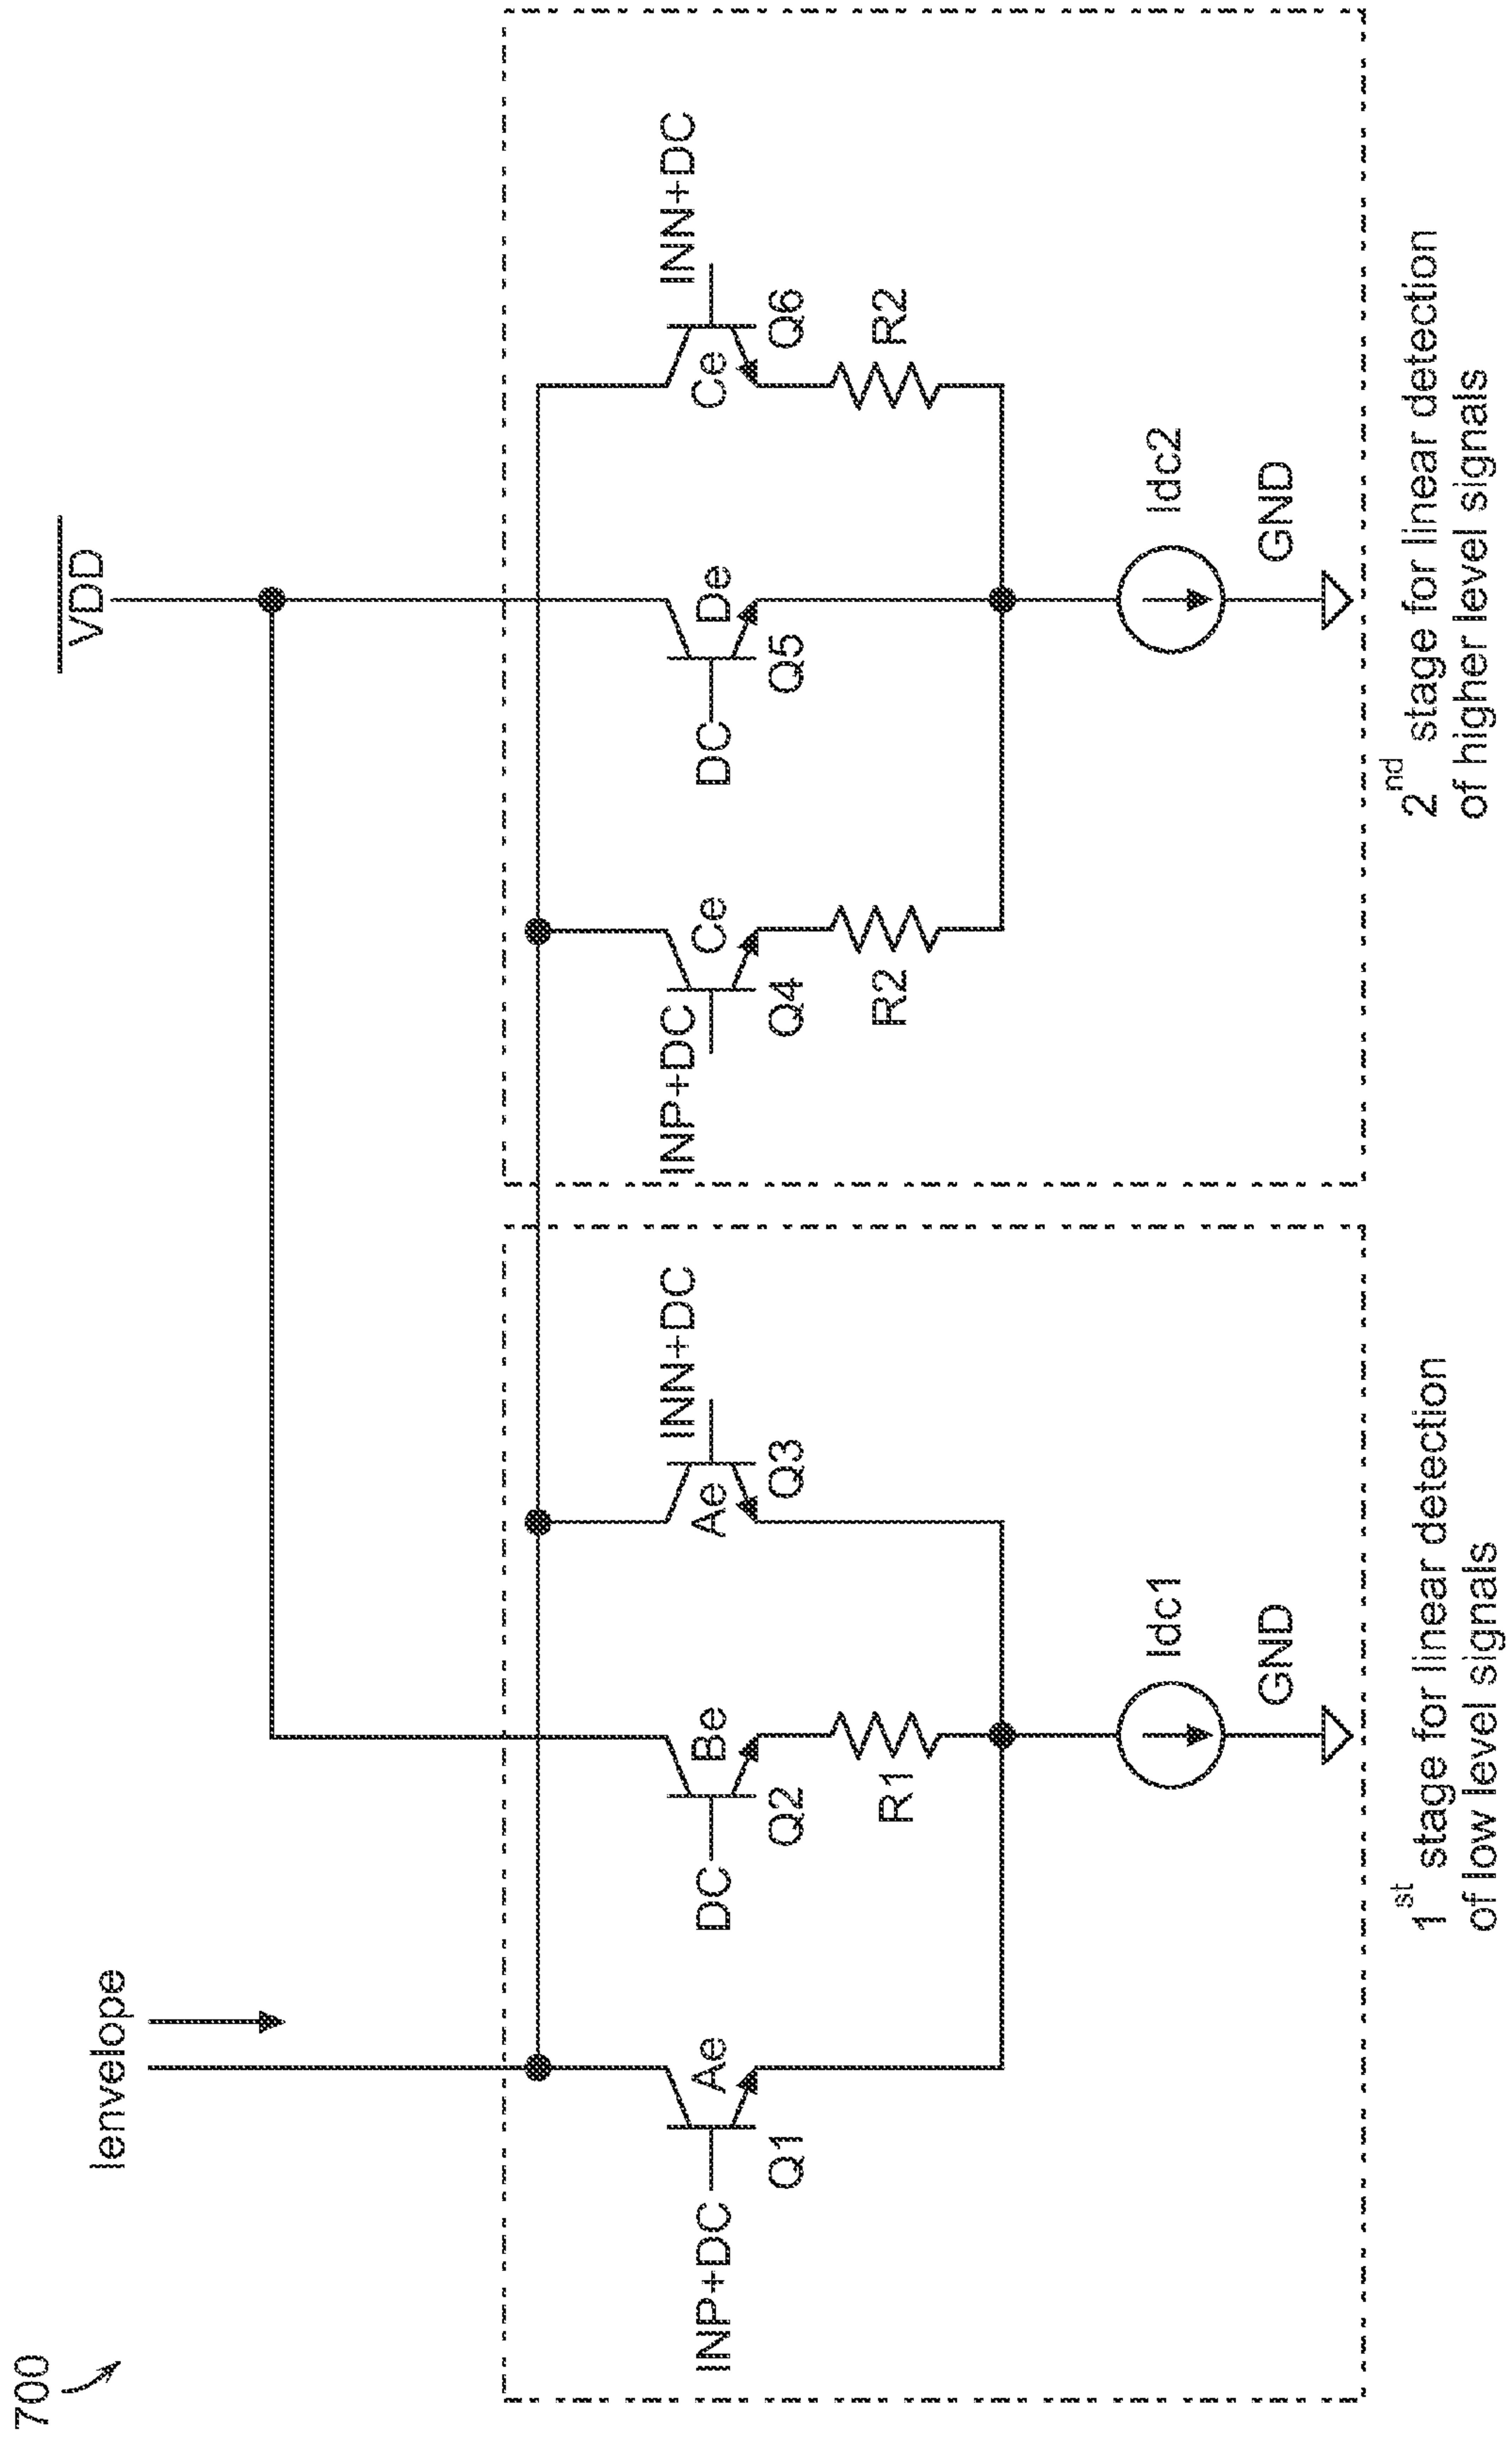 700
Ienvelope
VDD
INP+DC
Ae
Q1
DC
Be
Q2
R1
INN+DC
Ae
Q3
Idc1
GND
INP+DC
Ce
Q4
R2
DC
De
Q5
INN+DC
Ce
Q6
R2
Idc2
GND
1st stage for linear detection
of low level signals
2nd stage for linear detection
of higher level signals